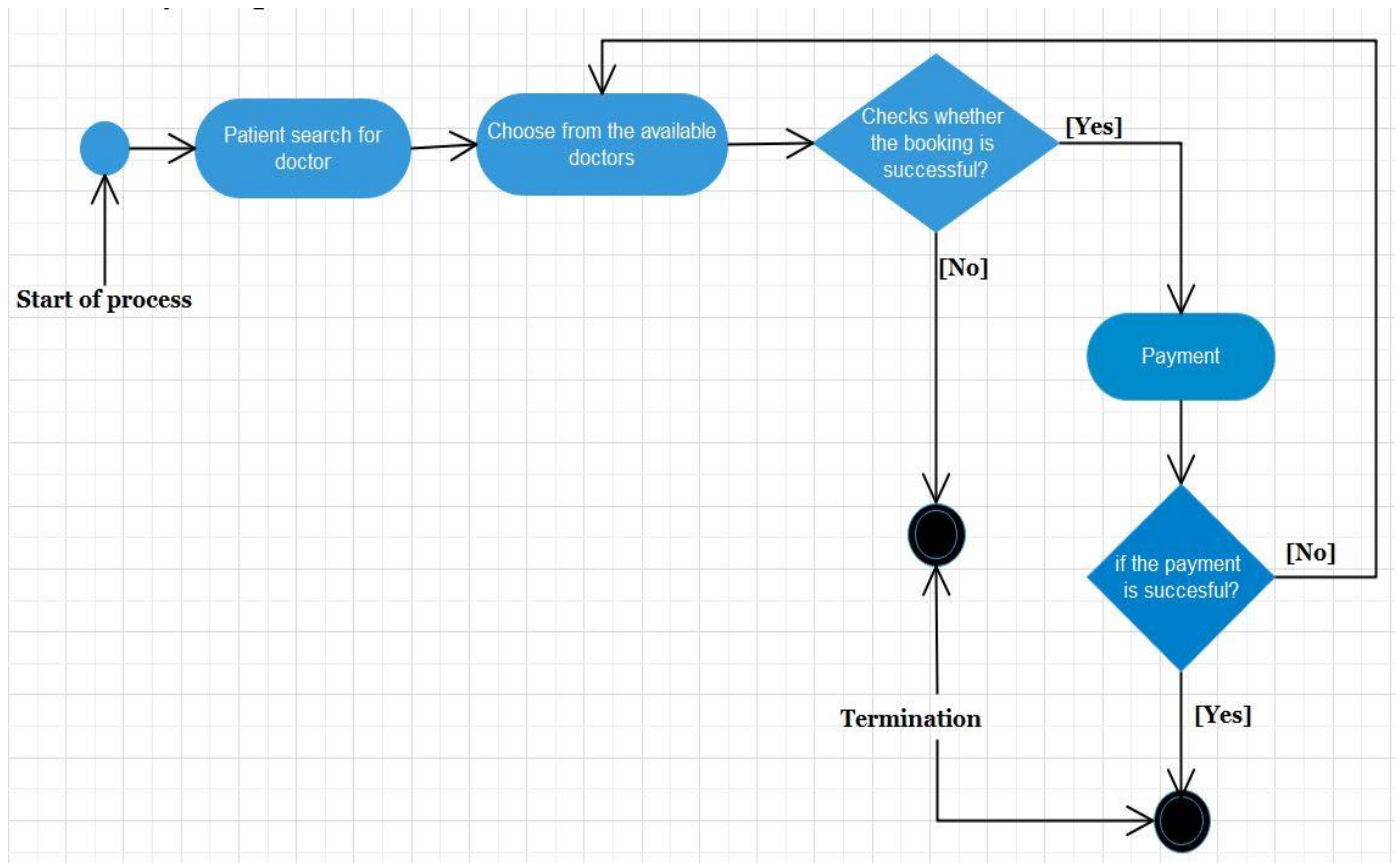 Patient search for
doctor
Choose from the available
doctors
Checks whether
the booking is
successful?
[Yes]
[No]
Start of process
Payment
if the payment
is succesful?
[No]
[Yes]
Termination